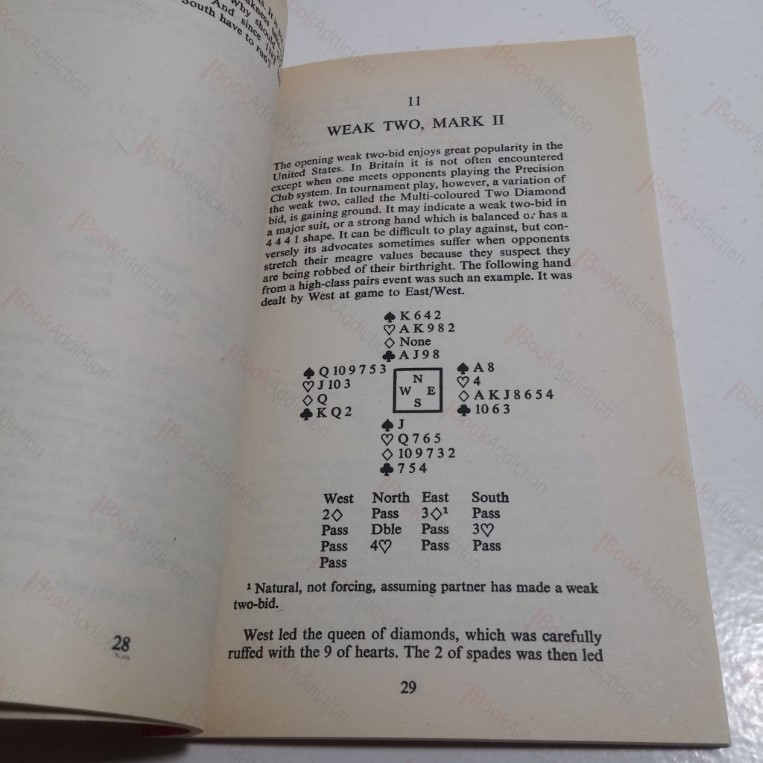 Why should
And since
South have to
28
11
WEAK TWO, MARK II
The opening weak two-bid enjoys great popularity in the
United States. In Britain it is not often encountered
except when one meets opponents playing the Precision
Club system. In tournament play, however, a variation of
the weak two, called the Multi-coloured Two Diamond
bid, is gaining ground. It may indicate a weak two-bid in
a major suit, or a strong hand which is balanced or has a
4 4 4 1 shape. It can be difficult to play against, but con-
versely its advocates sometimes suffer when opponents
stretch their meagre values because they suspect they
are being robbed of their birthright. The following hand
from a high-class pairs event was such an example. It was
dealt by West at game to East/West.
♠ K 6 4 2
♡ A K 9 8 2
♢ None
♣ A J 9 8
♠ Q 10 9 7 5 3
♡ J 10 3
♢ Q
♣ K Q 2
N
W E
S
♠ A 8
♡ 4
♢ A K J 8 6 5 4
♣ 10 6 3
♠ J
♡ Q 7 6 5
♢ 10 9 7 3 2
♣ 7 5 4
West North East South
2♢ Pass 3♢¹ Pass
Pass Dble Pass 3♡
Pass 4♡ Pass Pass
Pass
¹ Natural, not forcing, assuming partner has made a weak
two-bid.
West led the queen of diamonds, which was carefully
ruffed with the 9 of hearts. The 2 of spades was then led
29
BookAddiction